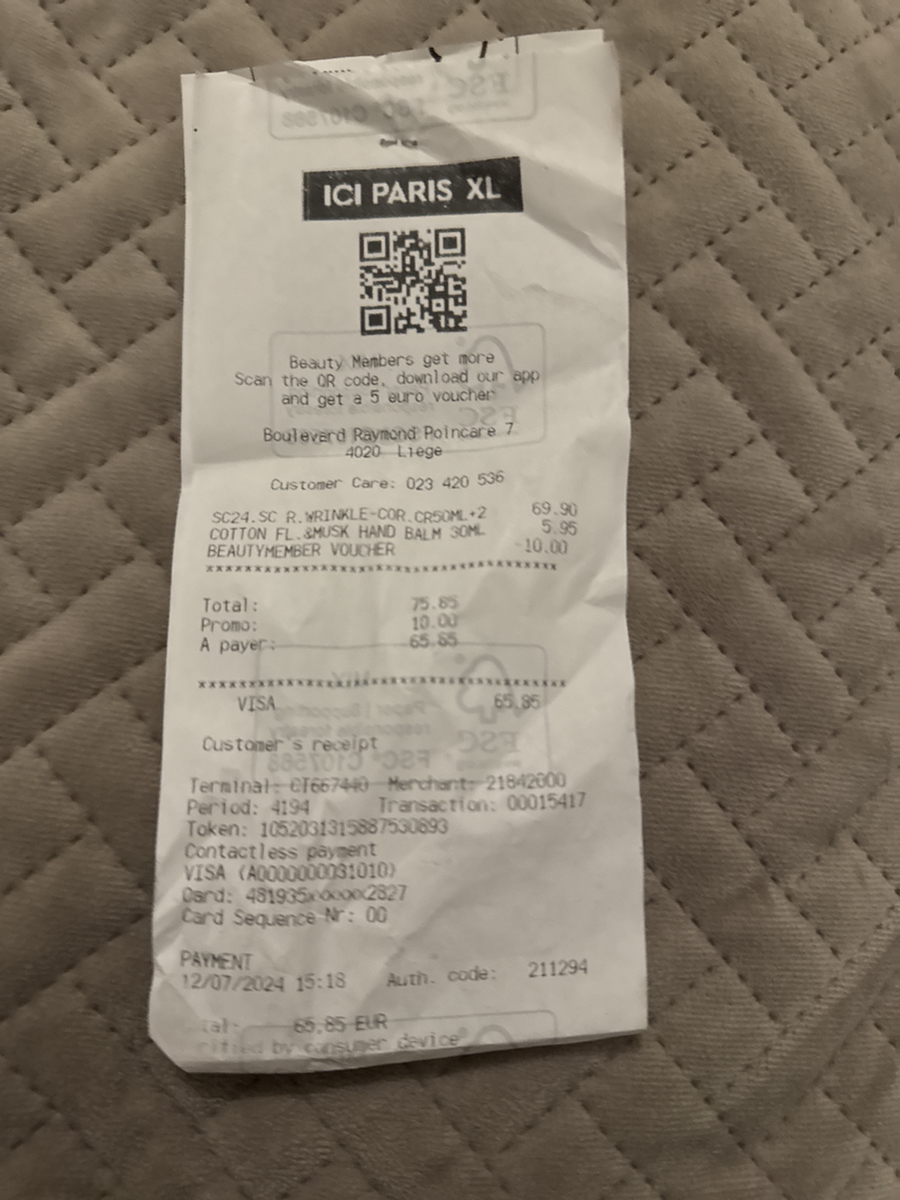 ICI PARIS XL
Beauty Members get more
Scan the QR code, download our app
and get a 5 euro voucher
Boulevard Raymond Poincare 7
4020 Liege
Customer Care: 023 420 536
SC24.SC R.WRINKLE-COR.CR50ML+2 69.90
COTTON FL.&MUSK HAND BALM 30ML 5.95
BEAUTYMEMBER VOUCHER -10.00
xxxxxxxxxxxxxxxxxxxxxxxxxxxxxxxxxxxxxx
Total: 75.85
Promo: 10.00
A payer: 65.85
xxxxxxxxxxxxxxxxxxxxxxxxxxxxxxxxxxxxxx
VISA 65.85
Customer's receipt
Terminal: CT667440 Merchant: 21842000
Period: 4194 Transaction: 00015417
Token: 1052031315887530893
Contactless payment
VISA (A0000000031010)
Card: 481935xxxxxx2827
Card Sequence Nr: 00
PAYMENT
12/07/2024 15:18 Auth. code: 211294
tal: 65,85 EUR
rified by consumer device